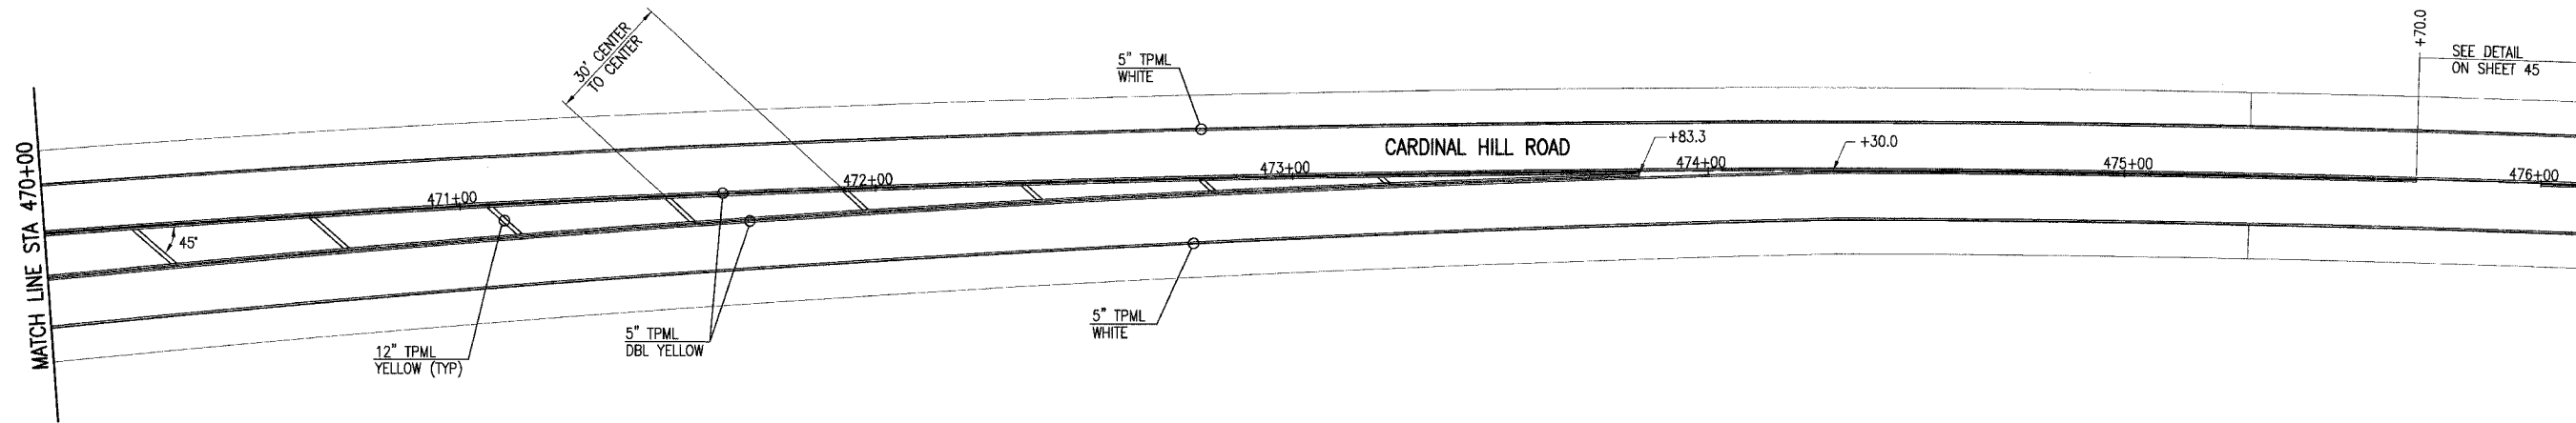 MATCH LINE STA 470+00
30' CENTER
TO CENTER
5" TPML
WHITE
+70.0
SEE DETAIL
ON SHEET 45
CARDINAL HILL ROAD
+83.3
+30.0
471+00
472+00
473+00
474+00
475+00
476+00
45°
12" TPML
YELLOW (TYP)
5" TPML
DBL YELLOW
5" TPML
WHITE